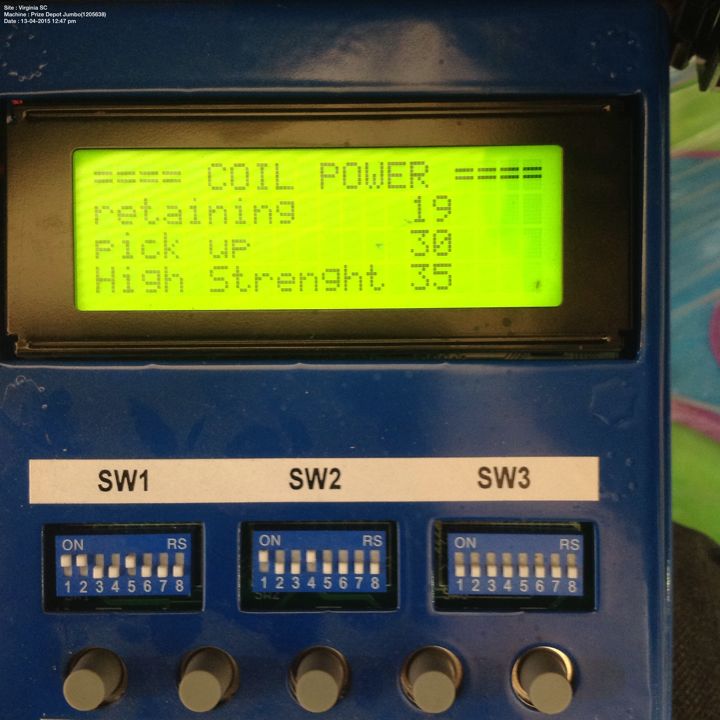 Site : Virginia SC
Machine : Prize Depot Jumbo(1205638)
Date : 13-04-2015 12:47 pm
==== COIL POWER ====
retaining 19
Pick up 30
High Strenght 35
SW1 SW2 SW3
ON RS ON RS ON RS
1 2 3 4 5 6 7 8 1 2 3 4 5 6 7 8 1 2 3 4 5 6 7 8